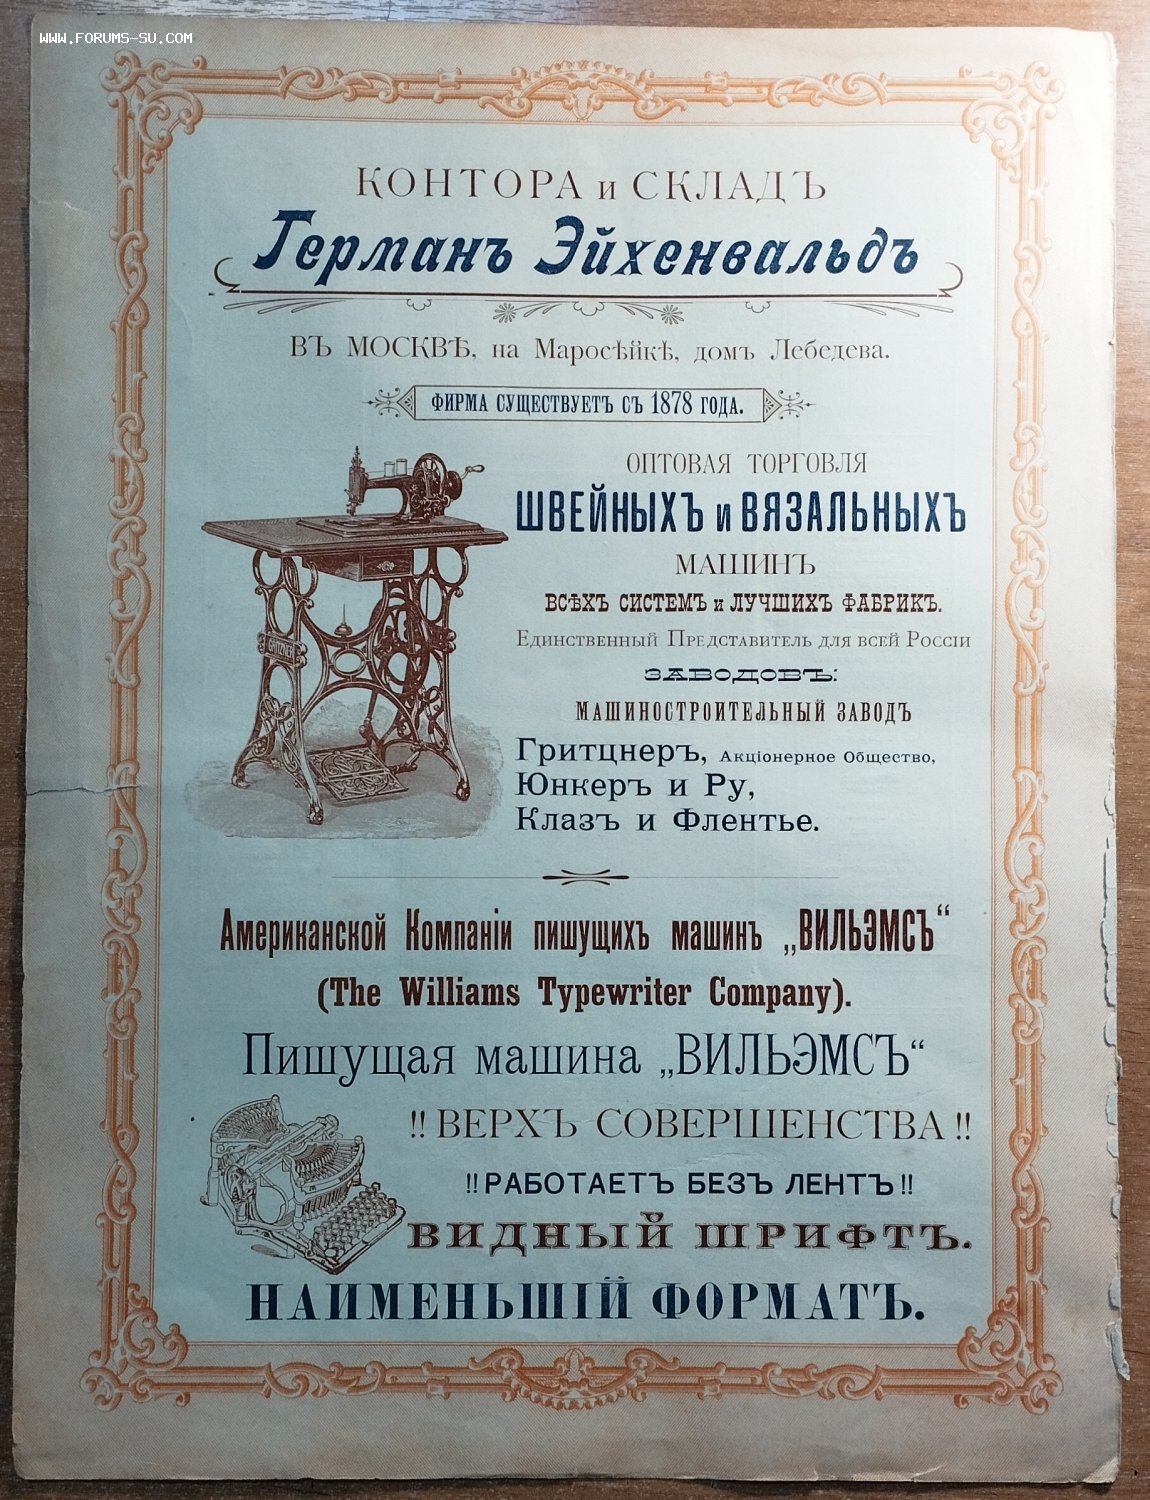 WWW.FORUMS-SU.COM
КОНТОРА и СКЛАДЪ
Германъ Эйхенвальдъ
ВЪ МОСКВѢ, на Маросѣйкѣ, домъ Лебедева.
ФИРМА СУЩЕСТВУЕТЪ СЪ 1878 ГОДА.
ОПТОВАЯ ТОРГОВЛЯ
ШВЕЙНЫХЪ и ВЯЗАЛЬНЫХЪ
МАШИНЪ
ВСѢХЪ СИСТЕМЪ и ЛУЧШИХЪ ФАБРИКЪ.
Единственный Представитель для всей Россіи
ЗАВОДОВЪ:
МАШИНОСТРОИТЕЛЬНЫЙ ЗАВОДЪ
Гритцнеръ, Акціонерное Общество,
Юнкеръ и Ру,
Клазъ и Флентье.
GRITZNER
Американской Компаніи пишущихъ машинъ „ВИЛЬЭМСЪ“
(The Williams Typewriter Company).
Пишущая машина „ВИЛЬЭМСЪ“
!! ВЕРХЪ СОВЕРШЕНСТВА !!
!! РАБОТАЕТЪ БЕЗЪ ЛЕНТЪ !!
ВИДНЫЙ ШРИФТЪ.
НАИМЕНЬШІЙ ФОРМАТЪ.